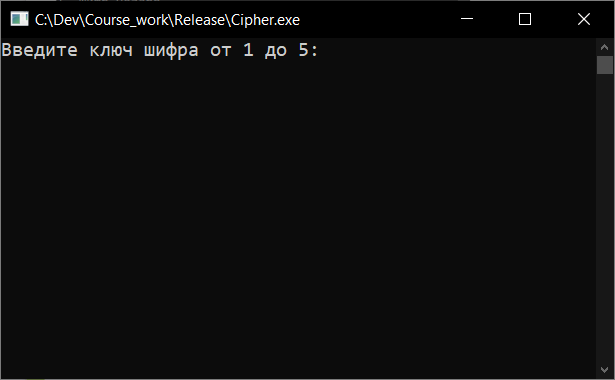 C:\Dev\Course_work\Release\Cipher.exe
Введите ключ шифра от 1 до 5: